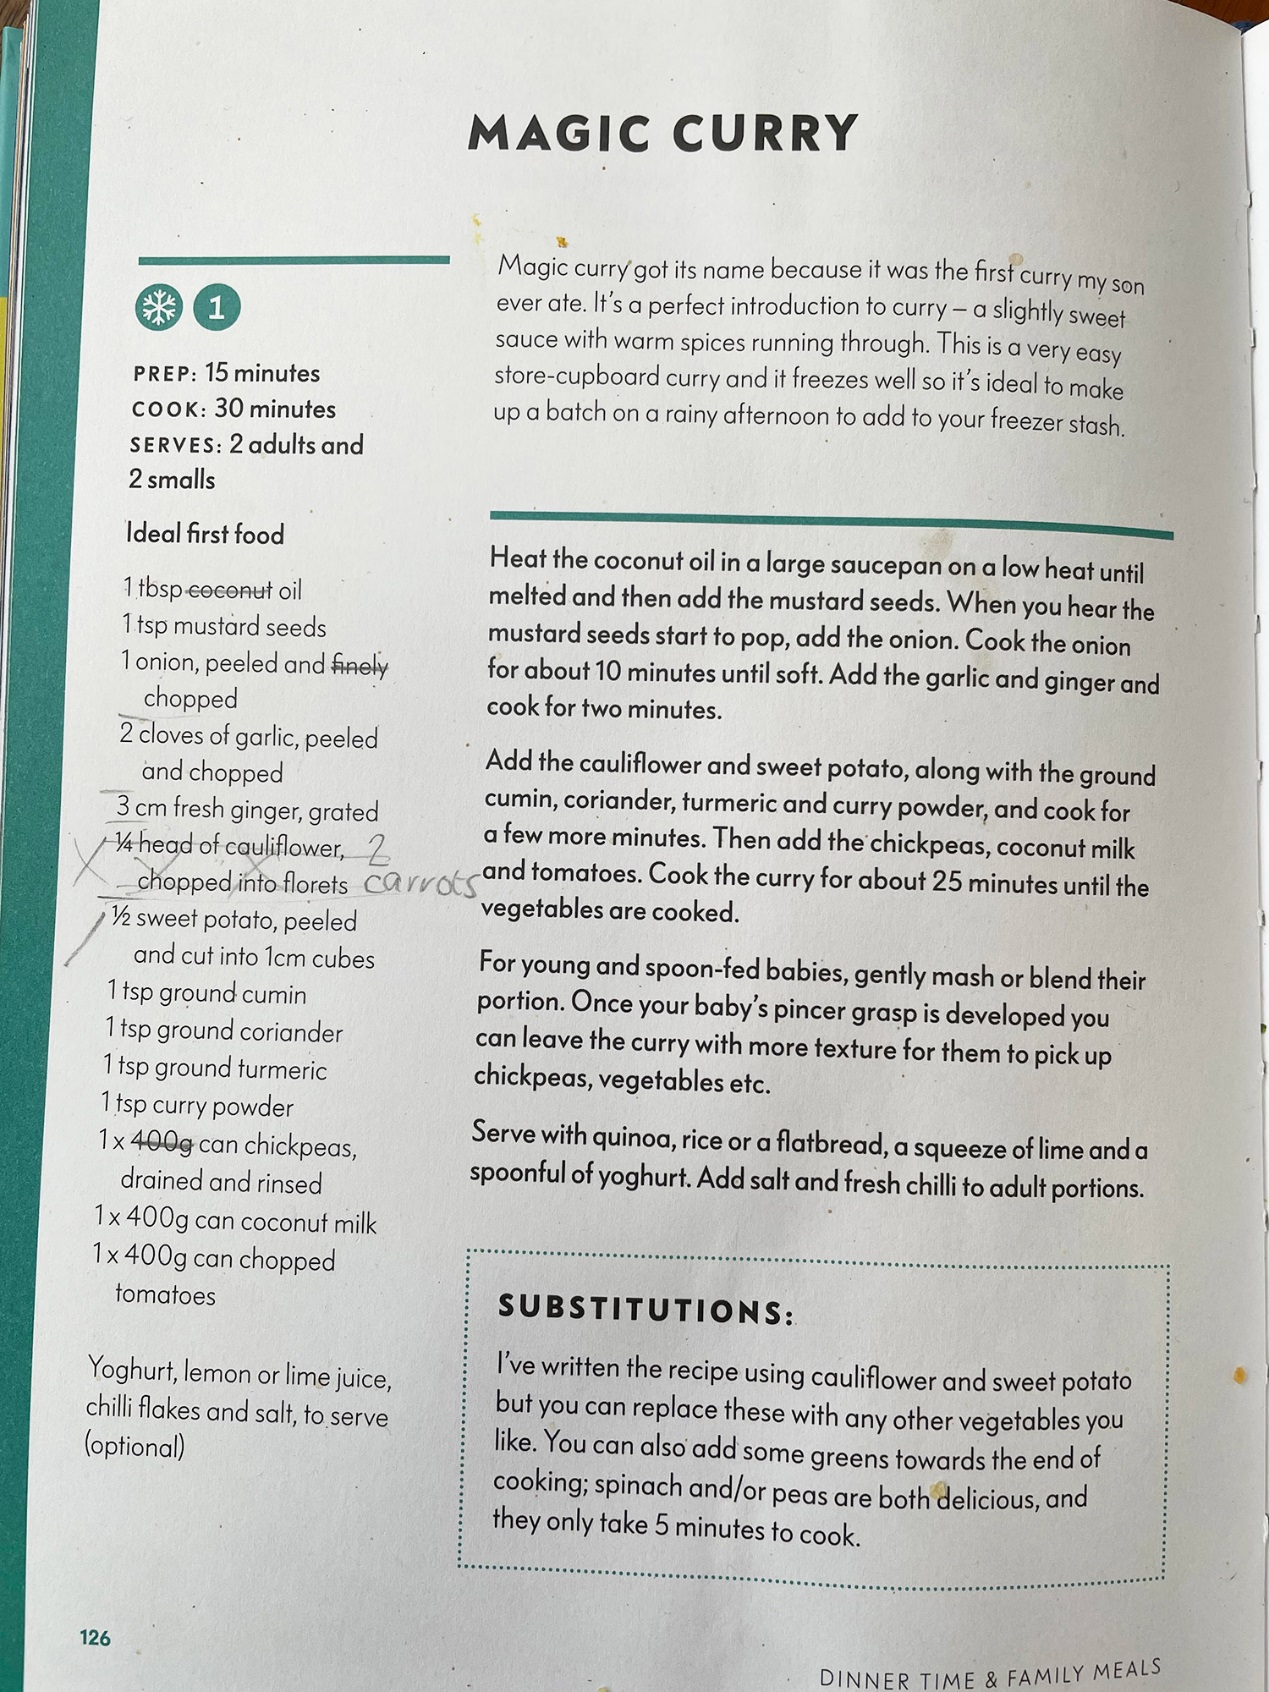 MAGIC CURRY
1
PREP: 15 minutes
COOK: 30 minutes
SERVES: 2 adults and
2 smalls
Ideal first food
1 tbsp coconut oil
1 tsp mustard seeds
1 onion, peeled and finely
chopped
2 cloves of garlic, peeled
and chopped
3 cm fresh ginger, grated
¼ head of cauliflower, 2
chopped into florets carrots
½ sweet potato, peeled
and cut into 1cm cubes
1 tsp ground cumin
1 tsp ground coriander
1 tsp ground turmeric
1 tsp curry powder
1 x 400g can chickpeas,
drained and rinsed
1 x 400g can coconut milk
1 x 400g can chopped
tomatoes
Yoghurt, lemon or lime juice,
chilli flakes and salt, to serve
(optional)
Magic curry got its name because it was the first curry my son
ever ate. It's a perfect introduction to curry – a slightly sweet
sauce with warm spices running through. This is a very easy
store-cupboard curry and it freezes well so it's ideal to make
up a batch on a rainy afternoon to add to your freezer stash.
Heat the coconut oil in a large saucepan on a low heat until
melted and then add the mustard seeds. When you hear the
mustard seeds start to pop, add the onion. Cook the onion
for about 10 minutes until soft. Add the garlic and ginger and
cook for two minutes.
Add the cauliflower and sweet potato, along with the ground
cumin, coriander, turmeric and curry powder, and cook for
a few more minutes. Then add the chickpeas, coconut milk
and tomatoes. Cook the curry for about 25 minutes until the
vegetables are cooked.
For young and spoon-fed babies, gently mash or blend their
portion. Once your baby's pincer grasp is developed you
can leave the curry with more texture for them to pick up
chickpeas, vegetables etc.
Serve with quinoa, rice or a flatbread, a squeeze of lime and a
spoonful of yoghurt. Add salt and fresh chilli to adult portions.
SUBSTITUTIONS:
I've written the recipe using cauliflower and sweet potato
but you can replace these with any other vegetables you
like. You can also add some greens towards the end of
cooking; spinach and/or peas are both delicious, and
they only take 5 minutes to cook.
126
DINNER TIME & FAMILY MEALS